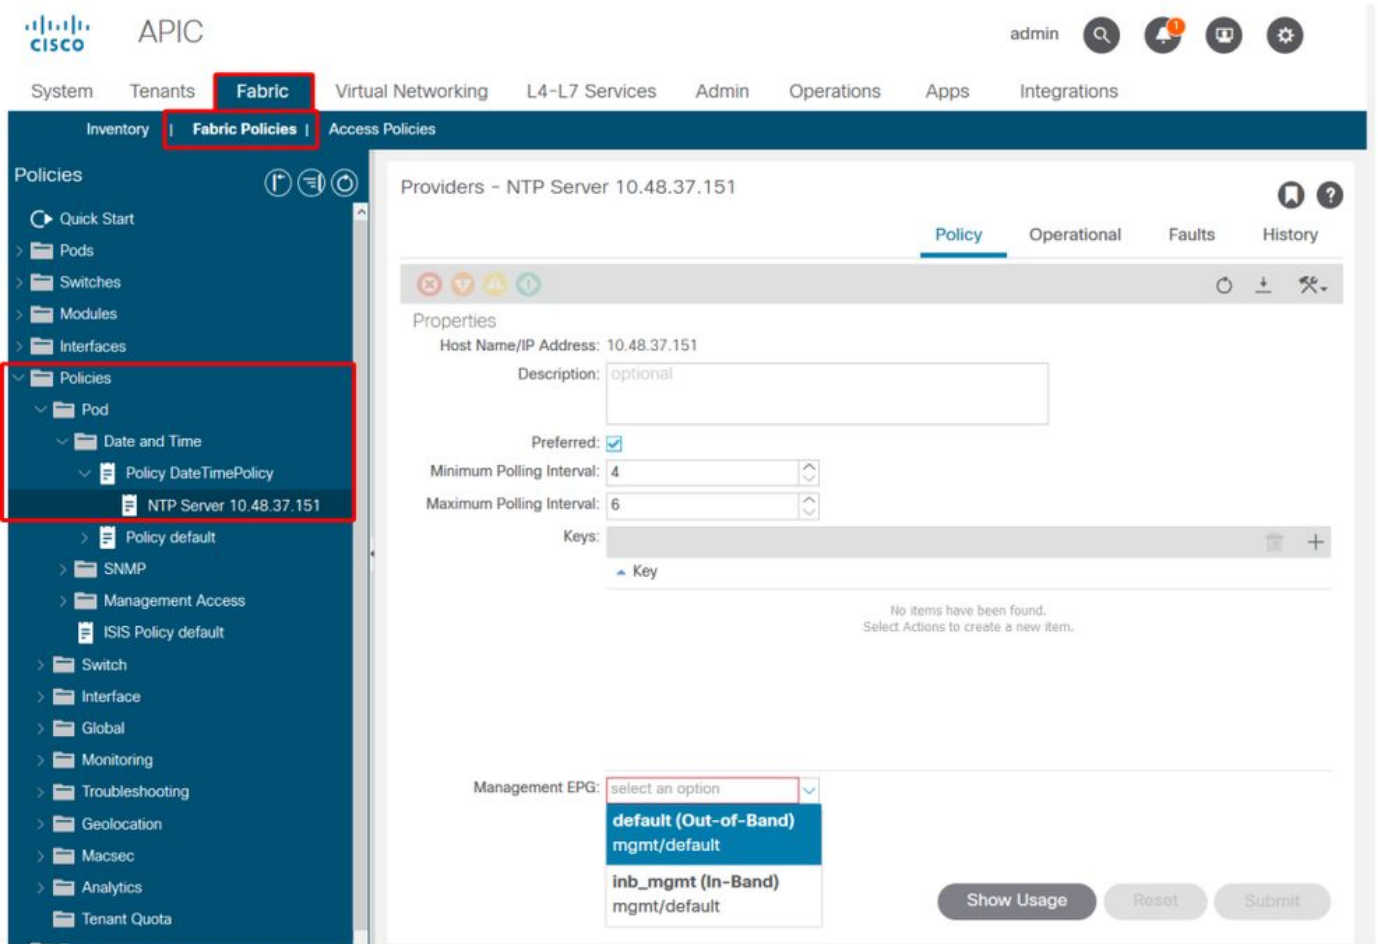 CISCO
APIC
admin
1
System Tenants Fabric Virtual Networking L4-L7 Services Admin Operations Apps Integrations
Inventory | Fabric Policies | Access Policies
Policies
Quick Start
Pods
Switches
Modules
Interfaces
Policies
Pod
Date and Time
Policy DateTimePolicy
NTP Server 10.48.37.151
Policy default
SNMP
Management Access
ISIS Policy default
Switch
Interface
Global
Monitoring
Troubleshooting
Geolocation
Macsec
Analytics
Tenant Quota
Providers - NTP Server 10.48.37.151
Policy Operational Faults History
Properties
Host Name/IP Address: 10.48.37.151
Description: optional
Preferred:
Minimum Polling Interval: 4
Maximum Polling Interval: 6
Keys:
Key
No items have been found.
Select Actions to create a new item.
Management EPG: select an option
default (Out-of-Band)
mgmt/default
inb_mgmt (In-Band)
mgmt/default
Show Usage Reset Submit